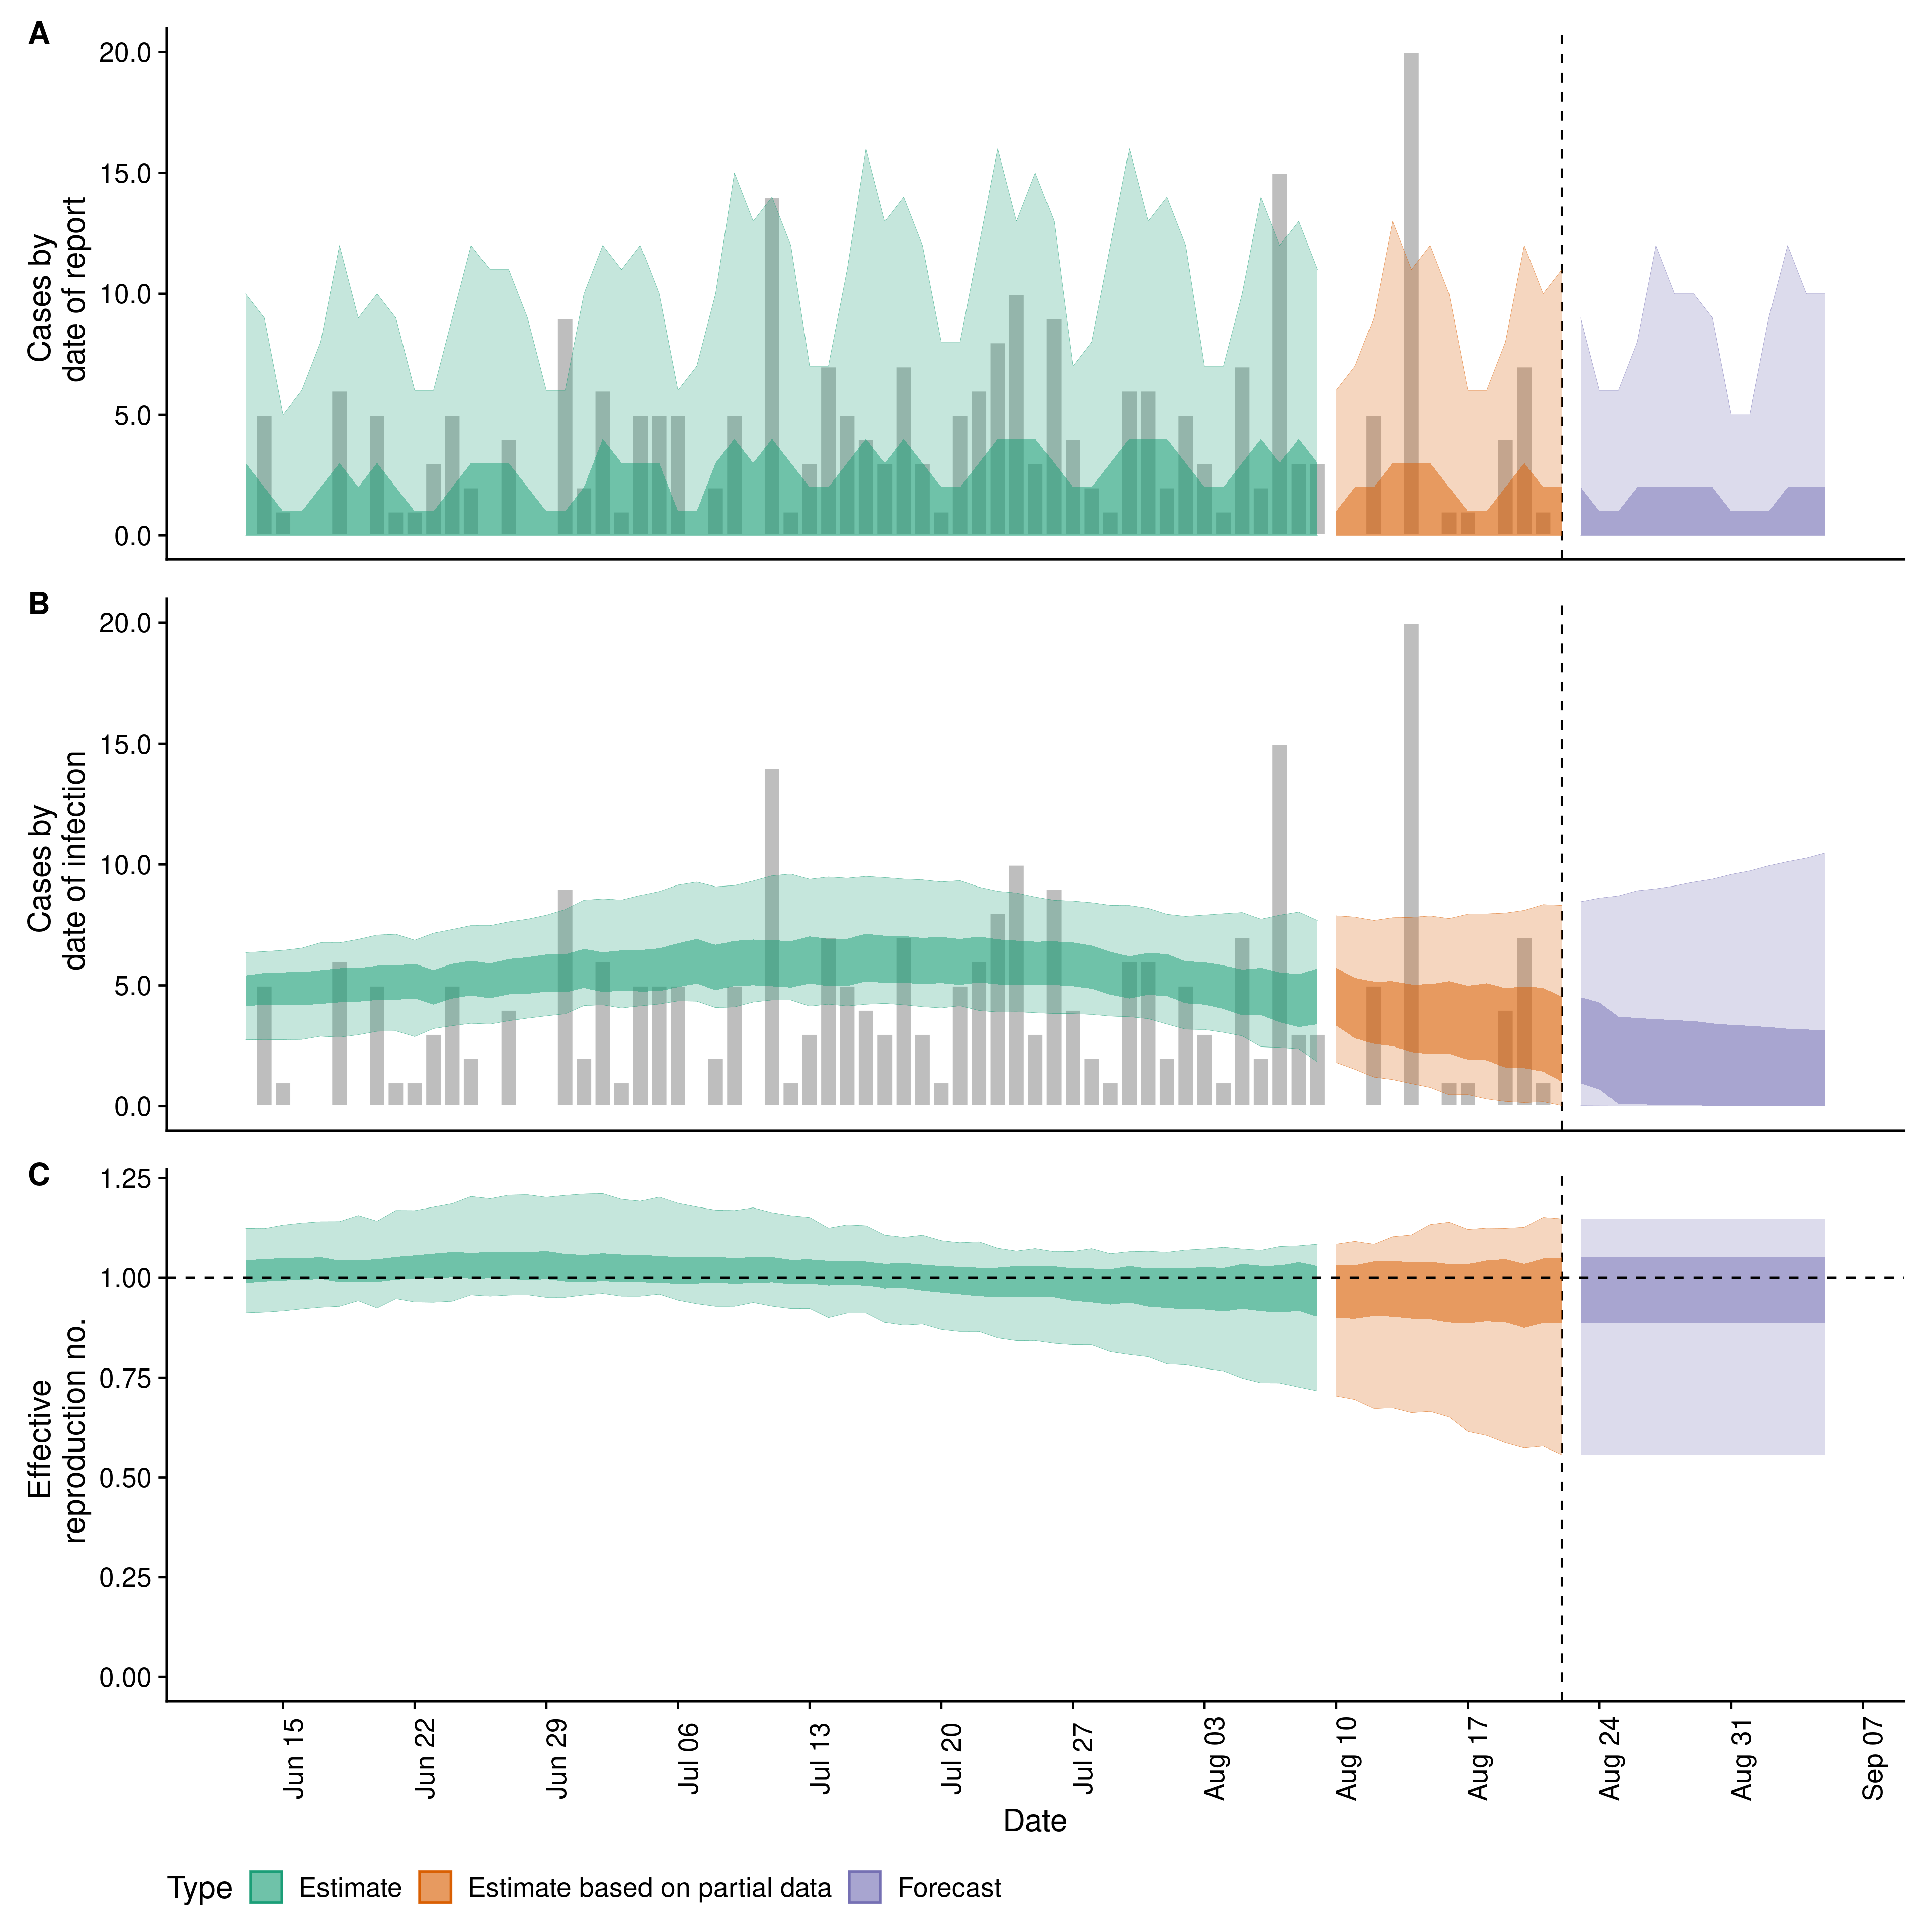 A
20.0
15.0
10.0
5.0
0.0
Cases by
date of report
B
20.0
15.0
10.0
5.0
0.0
Cases by
date of infection
C
1.25
1.00
0.75
0.50
0.25
0.00
Effective
reproduction no.
Jun 15
Jun 22
Jun 29
Jul 06
Jul 13
Jul 20
Jul 27
Aug 03
Aug 10
Aug 17
Aug 24
Aug 31
Sep 07
Date
Type Estimate Estimate based on partial data Forecast